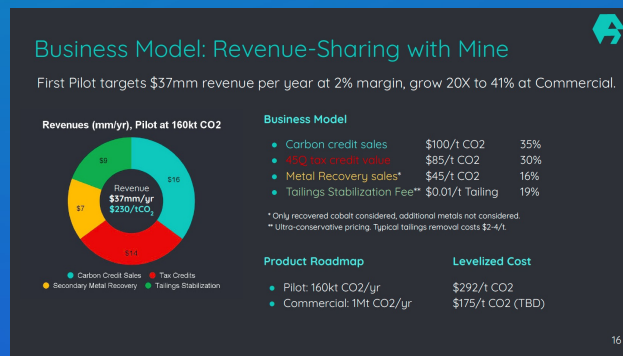 Business Model: Revenue-Sharing with Mine
First Pilot targets $37mm revenue per year at 2% margin, grow 20X to 41% at Commercial.
Revenues (mm/yr), Pilot at 160kt CO2
$9
$16
Revenue
$37mm/yr
$230/tCO2
$7
$14
Carbon Credit Sales
Tax Credits
Secondary Metal Recovery
Tailings Stabilization
Business Model
Carbon credit sales $100/t CO2 35%
45Q tax credit value $85/t CO2 30%
Metal Recovery sales* $45/t CO2 16%
Tailings Stabilization Fee** $0.01/t Tailing 19%
* Only recovered cobalt considered, additional metals not considered.
** Ultra-conservative pricing. Typical tailings removal costs $2-4/t.
Product Roadmap Levelized Cost
Pilot: 160kt CO2/yr $292/t CO2
Commercial: 1Mt CO2/yr $175/t CO2 (TBD)
16